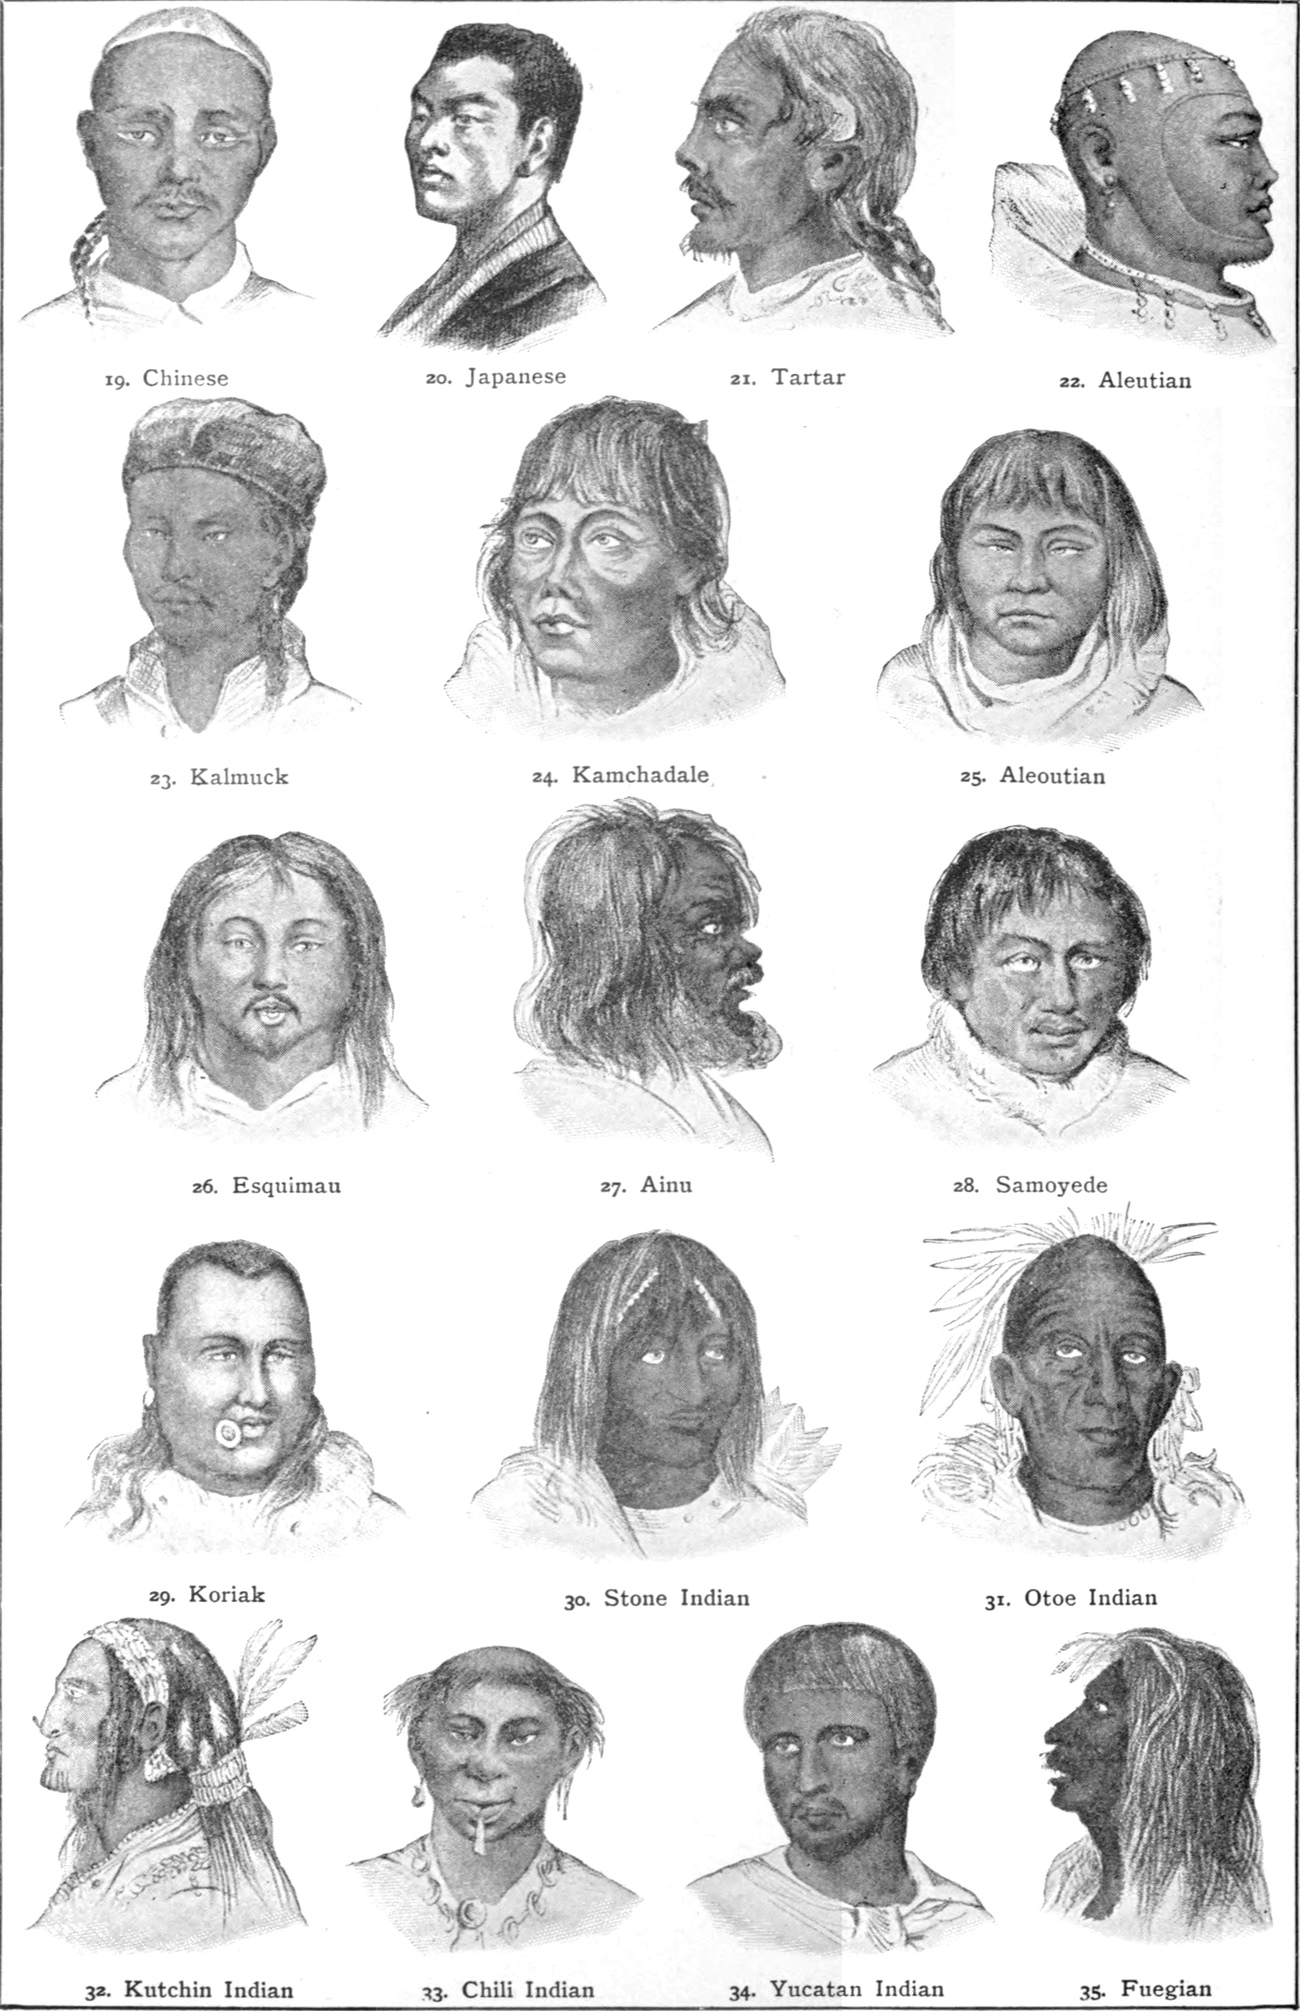 19. Chinese
20. Japanese
21. Tartar
22. Aleutian
23. Kalmuck
24. Kamchadale
25. Aleoutian
26. Esquimau
27. Ainu
28. Samoyede
29. Koriak
30. Stone Indian
31. Otoe Indian
32. Kutchin Indian
33. Chili Indian
34. Yucatan Indian
35. Fuegian